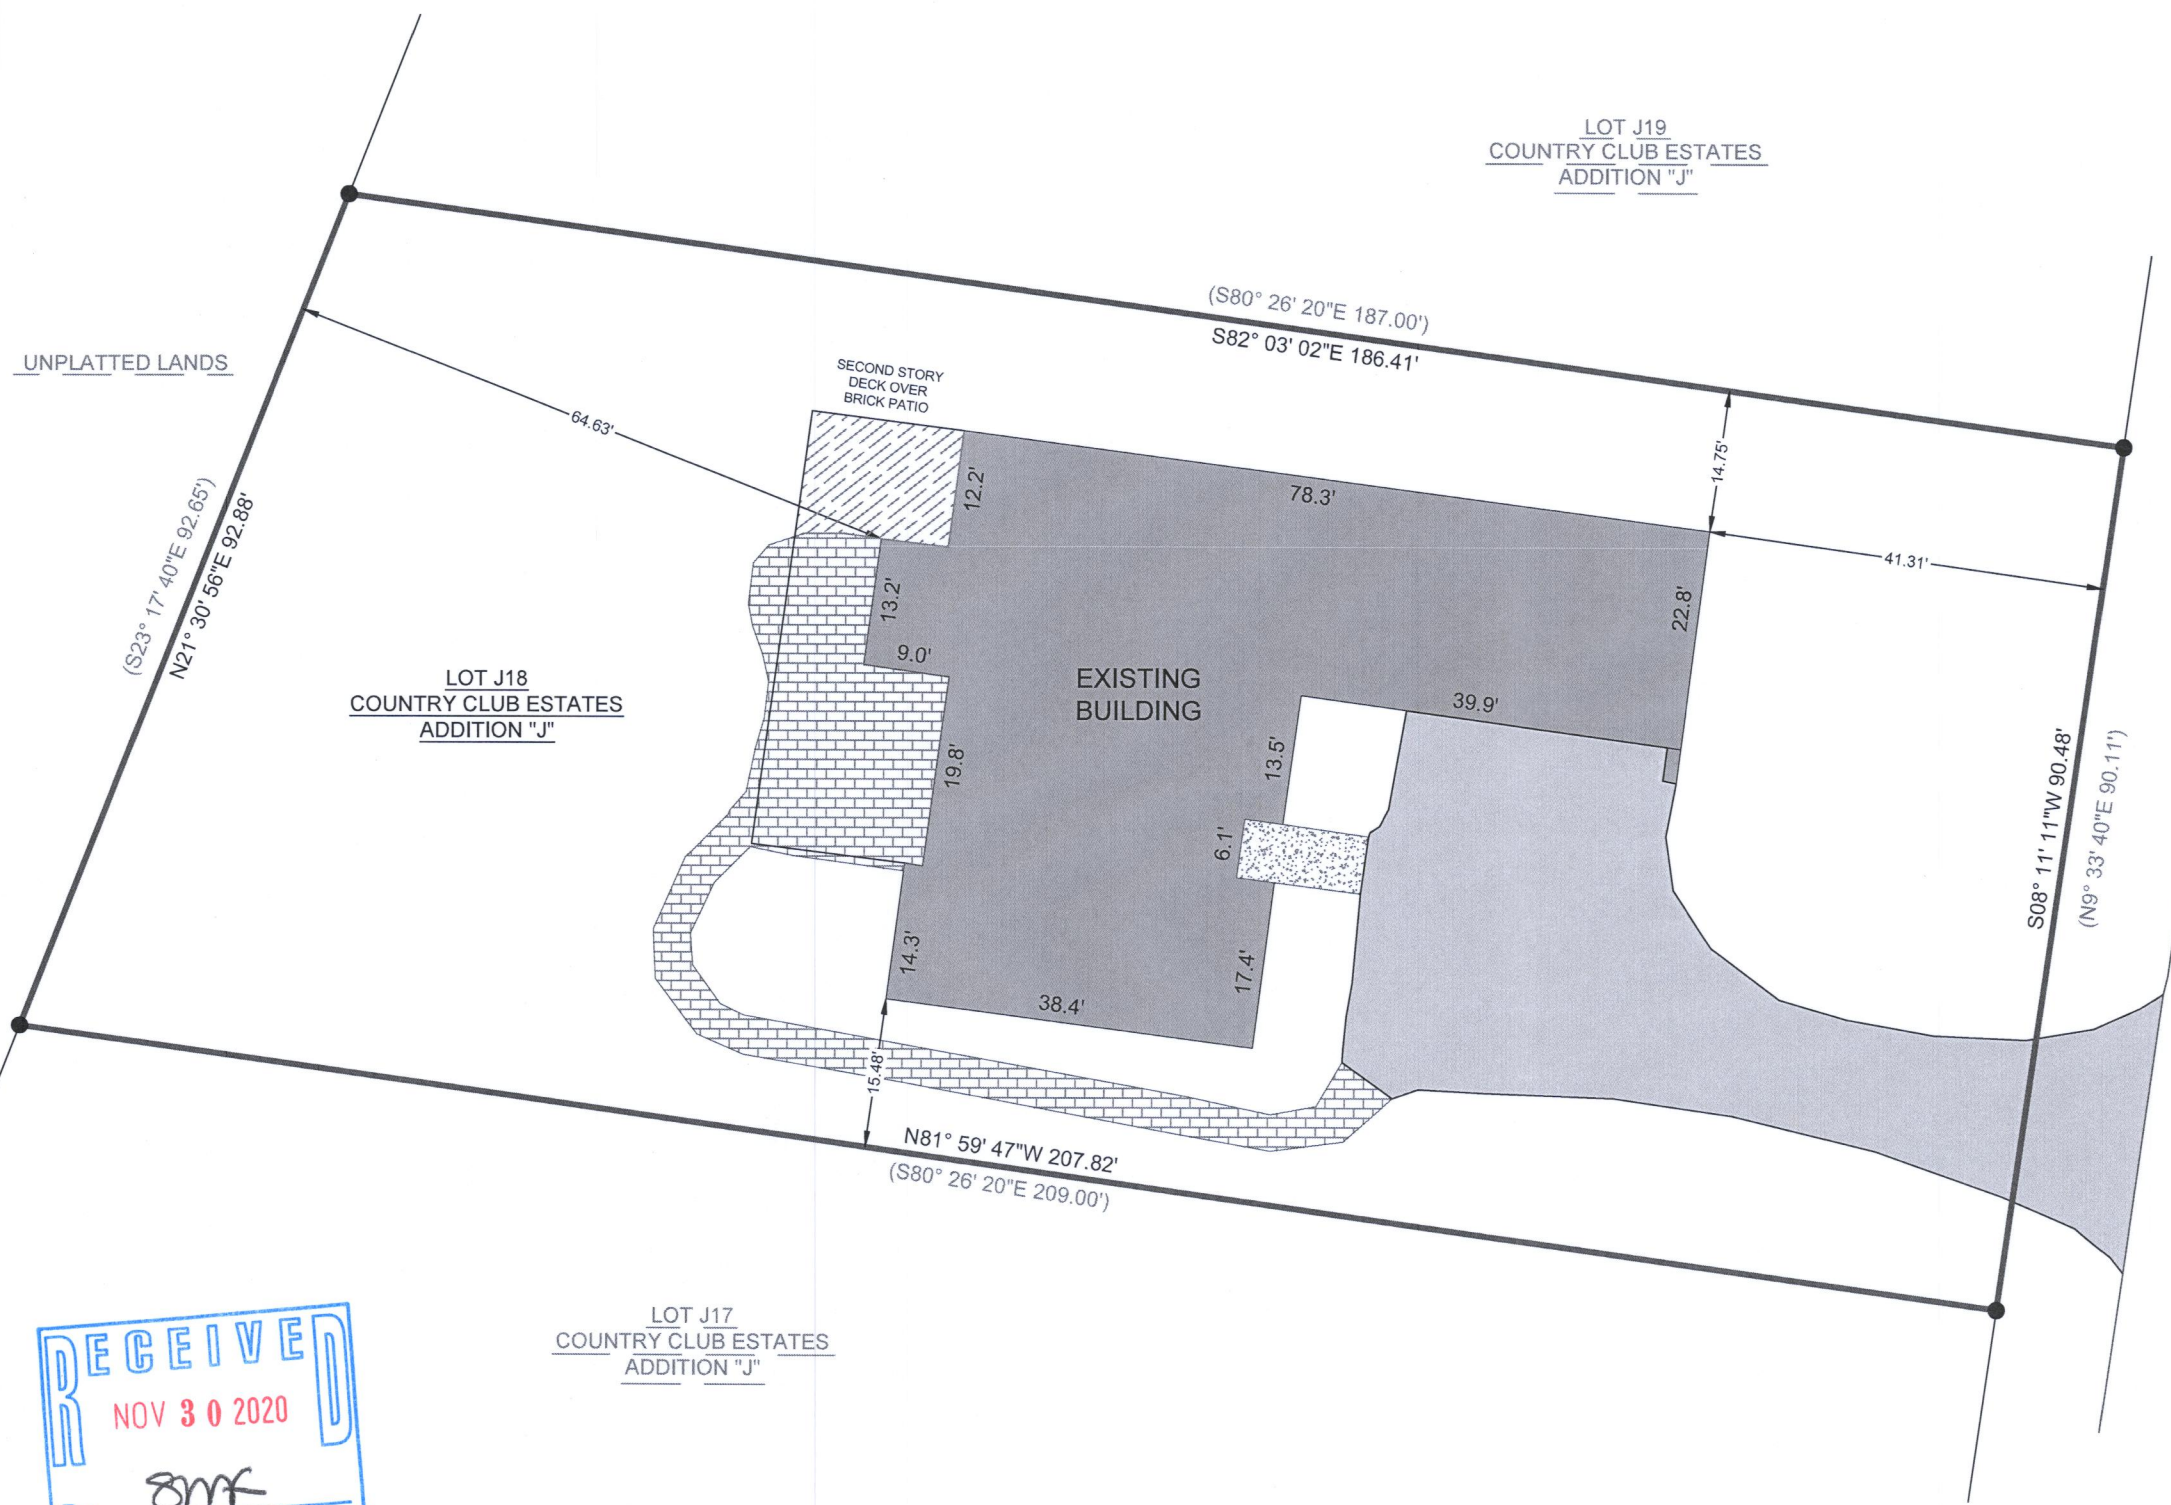 LOT J19
COUNTRY CLUB ESTATES
ADDITION "J"
(S80° 26' 20"E 187.00')
S82° 03' 02"E 186.41'
UNPLATTED LANDS
SECOND STORY
DECK OVER
BRICK PATIO
64.63'
14.75'
12.2'
78.3'
41.31'
(S23° 17' 40"E 92.65')
N21° 30' 56"E 92.88'
13.2'
22.8'
9.0'
LOT J18
COUNTRY CLUB ESTATES
ADDITION "J"
EXISTING
BUILDING
39.9'
19.8'
13.5'
6.1'
S08° 11' 11"W 90.48'
(N9° 33' 40"E 90.11')
14.3'
17.4'
38.4'
15.48'
N81° 59' 47"W 207.82'
(S80° 26' 20"E 209.00')
LOT J17
COUNTRY CLUB ESTATES
ADDITION "J"
RECEIVED
NOV 30 2020